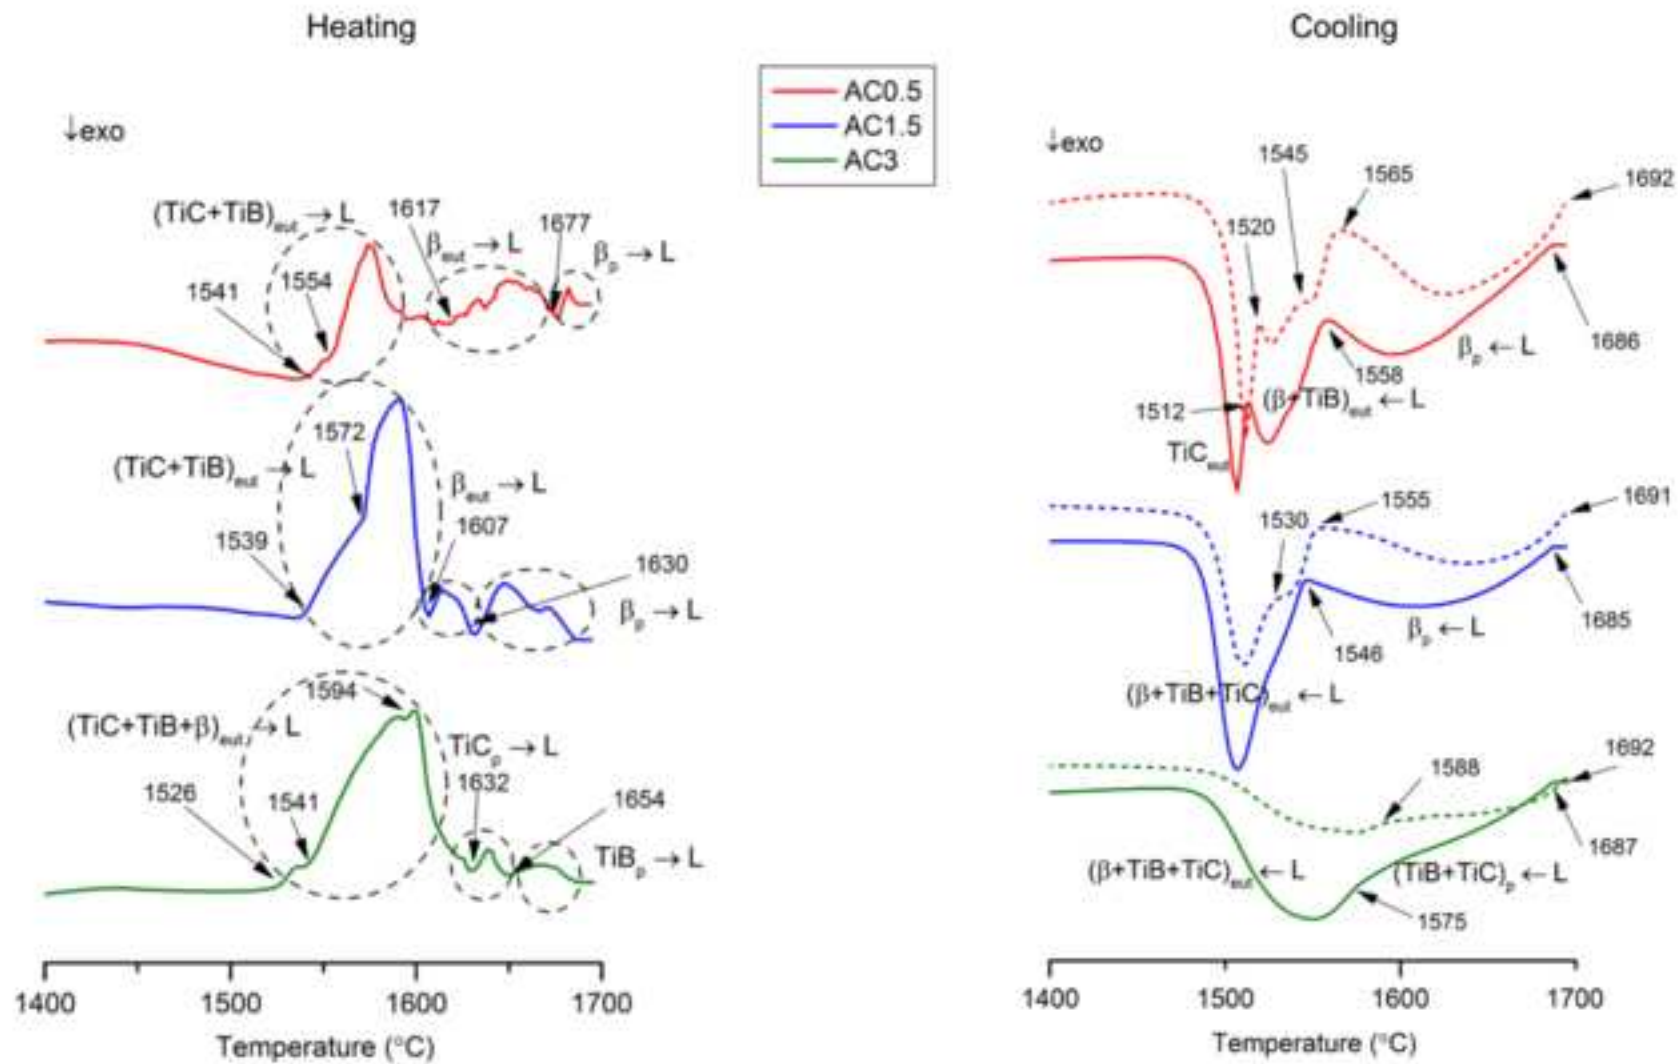 Heating
Cooling
AC0.5
AC1.5
AC3
↓exo
(TiC+TiB)eut → L
1617
1677
βeut → L
βp → L
1541
1554
1572
(TiC+TiB)eut → L
βeut → L
1607
1539
1630
βp → L
1594
(TiC+TiB+β)eut → L
TiCp → L
1526
1541
1632
1654
TiBp → L
1400
1500
1600
1700
Temperature (°C)
↓exo
1545
1565
1692
1520
1686
βp ← L
1558
1512
(β+TiB)eut ← L
TiCeut
1530
1555
1691
1685
βp ← L
1546
(β+TiB+TiC)eut ← L
1588
1692
1687
(β+TiB+TiC)eut ← L
(TiB+TiC)p ← L
1575
1400
1500
1600
1700
Temperature (°C)